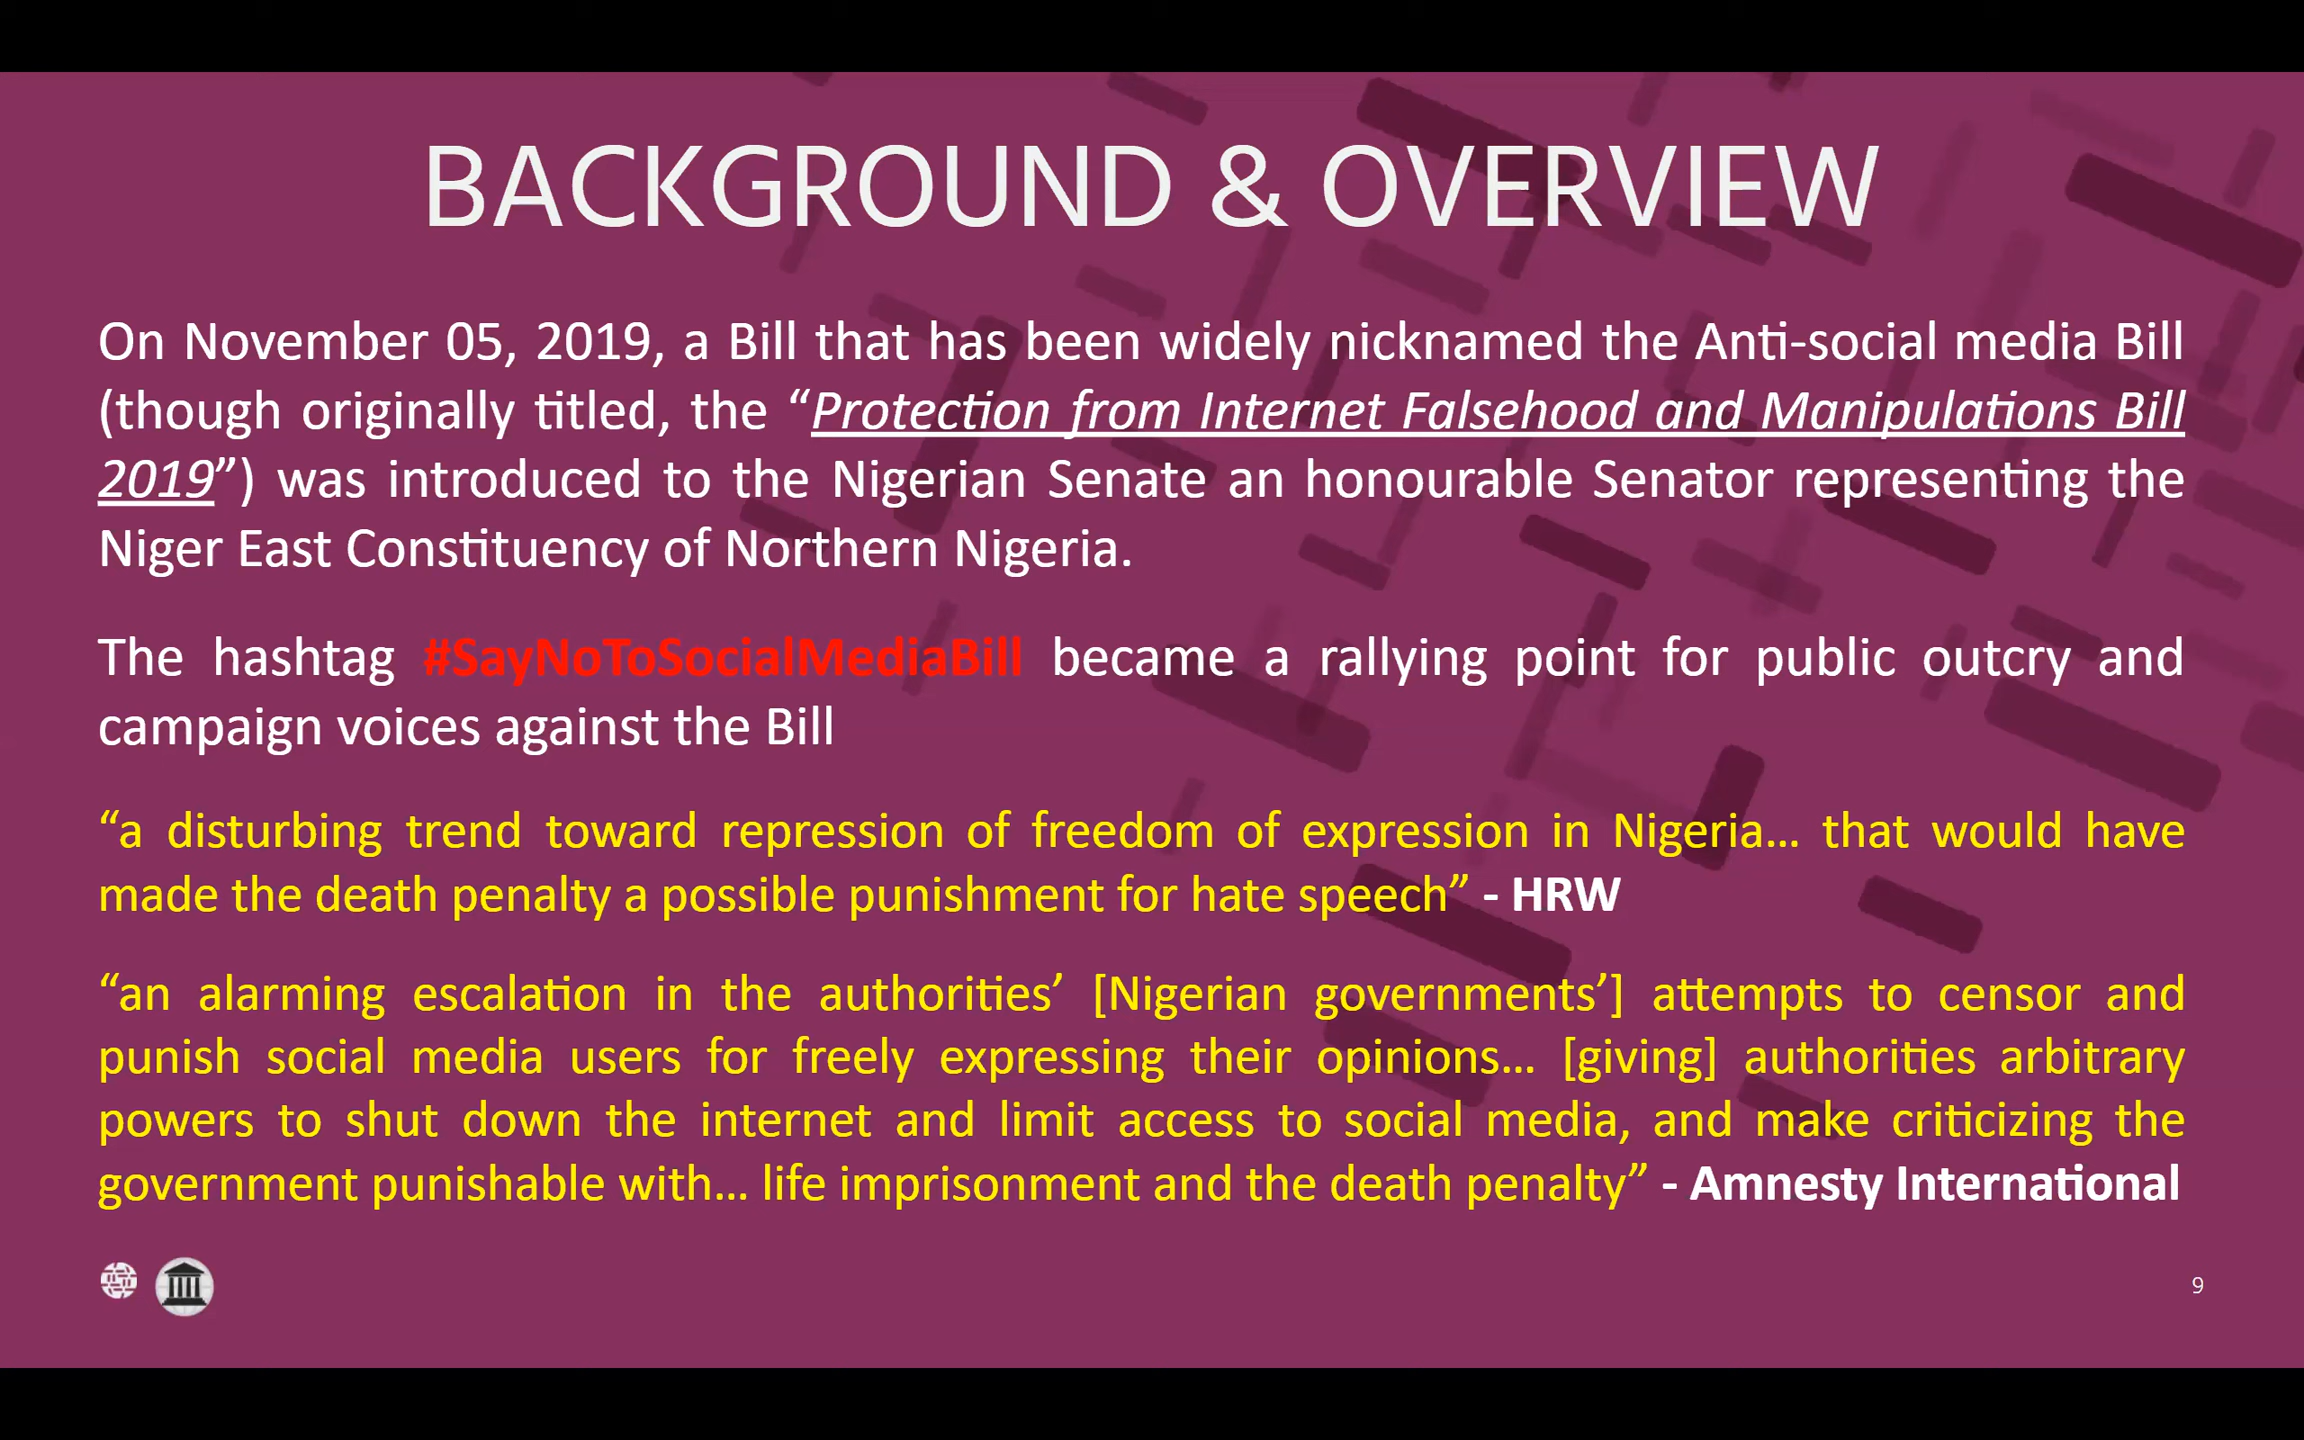 BACKGROUND & OVERVIEW
On November 05, 2019, a Bill that has been widely nicknamed the Anti-social media Bill
(though originally titled, the “Protection from Internet Falsehood and Manipulations Bill
2019”) was introduced to the Nigerian Senate an honourable Senator representing the
Niger East Constituency of Northern Nigeria.
The hashtag #SayNoToSocialMediaBill became a rallying point for public outcry and
campaign voices against the Bill
“a disturbing trend toward repression of freedom of expression in Nigeria... that would have
made the death penalty a possible punishment for hate speech” - HRW
“an alarming escalation in the authorities’ [Nigerian governments’] attempts to censor and
punish social media users for freely expressing their opinions... [giving] authorities arbitrary
powers to shut down the internet and limit access to social media, and make criticizing the
government punishable with... life imprisonment and the death penalty” - Amnesty International
9